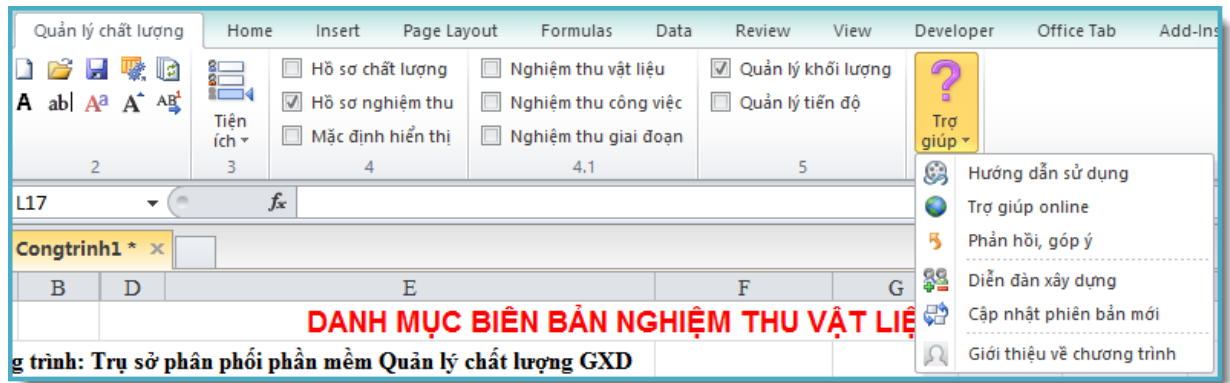 Quản lý chất lượng Home Insert Page Layout Formulas Data Review View Developer Office Tab Add-Ins
Hồ sơ chất lượng Nghiệm thu vật liệu Quản lý khối lượng
A ab Aa A AB¹ Hồ sơ nghiệm thu Nghiệm thu công việc Quản lý tiến độ
Tiện ích Mặc định hiển thị Nghiệm thu giai đoạn Trợ giúp
2 3 4 4.1 5
Hướng dẫn sử dụng
L17 fx Trợ giúp online
Phản hồi, góp ý
Congtrinh1 *
Diễn đàn xây dựng
B D E F G
Cập nhật phiên bản mới
DANH MỤC BIÊN BẢN NGHIỆM THU VẬT LIỆ
Giới thiệu về chương trình
g trình: Trụ sở phân phối phần mềm Quản lý chất lượng GXD